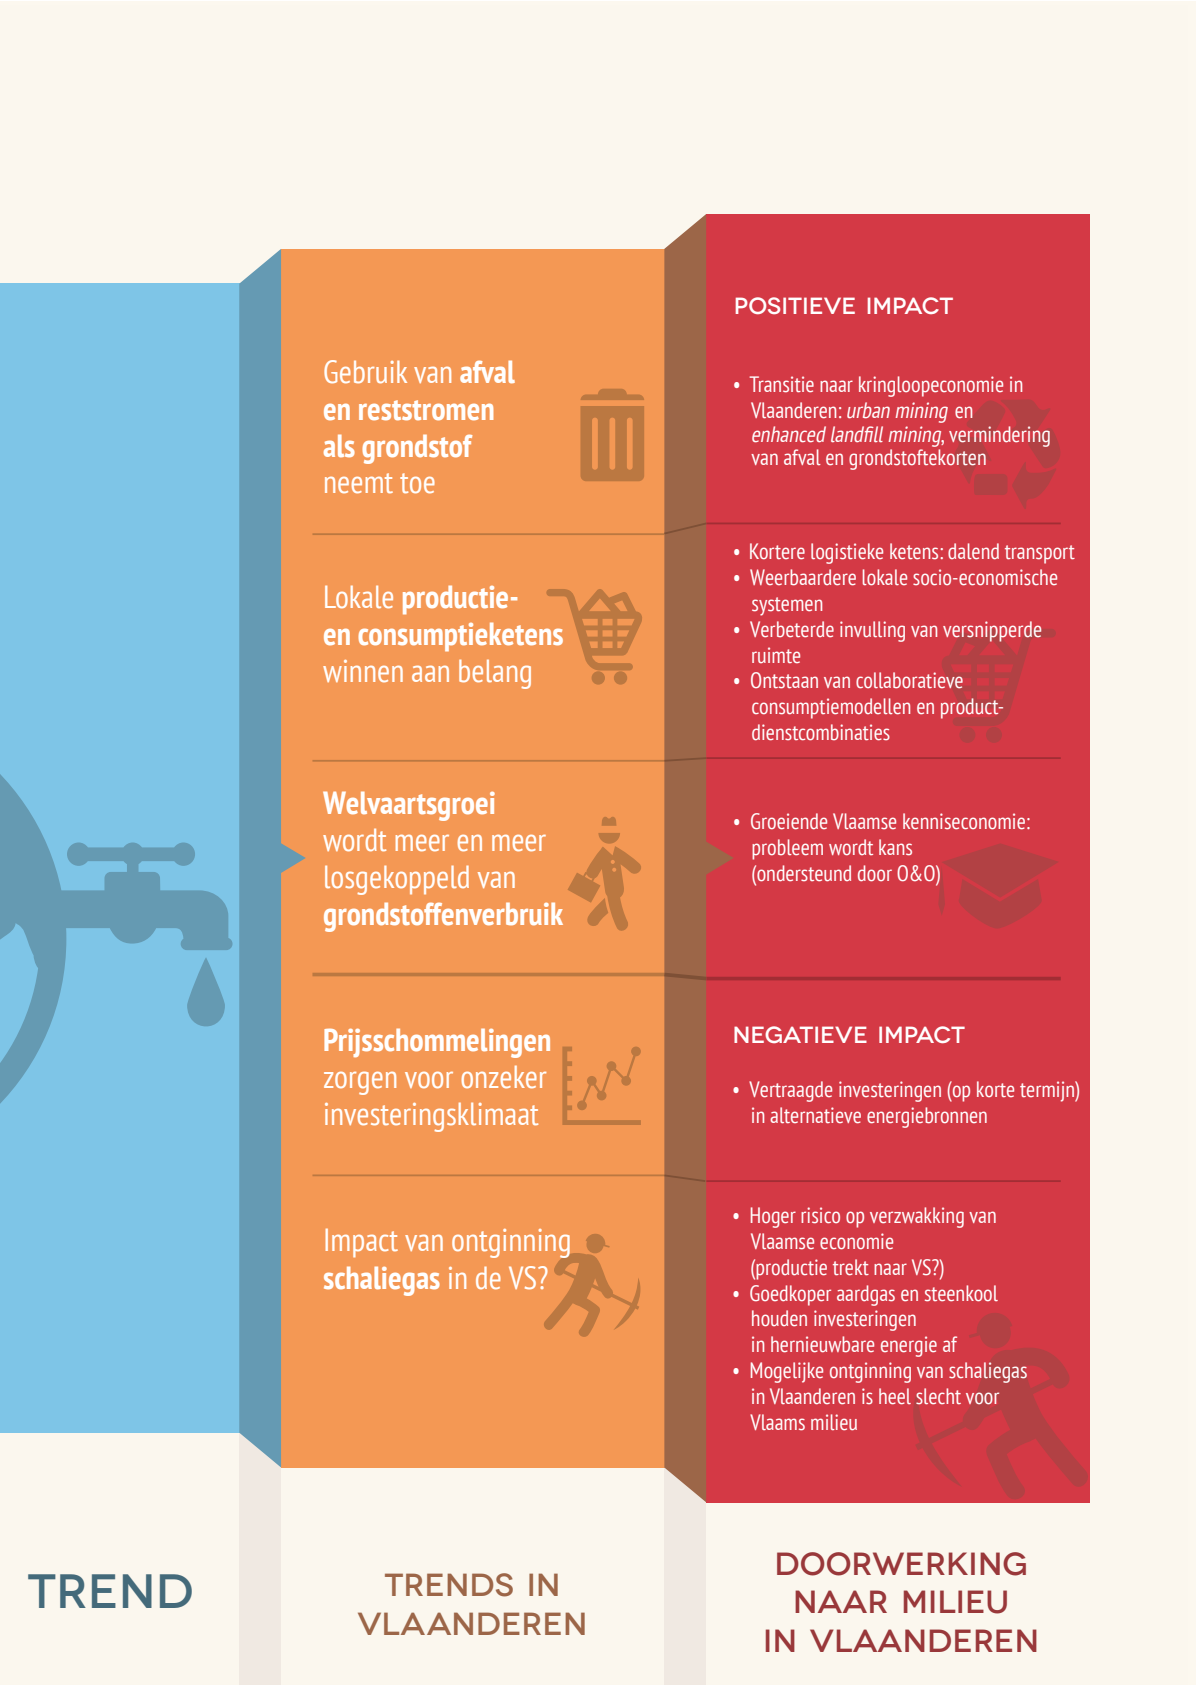 Gebruik van afval
en reststromen
als grondstof
neemt toe
Lokale productie-
en consumptieketens
winnen aan belang
Welvaartsgroei
wordt meer en meer
losgekoppeld van
grondstoffenverbruik
Prijsschommelingen
zorgen voor onzeker
investeringsklimaat
Impact van ontginning
schaliegas in de VS?
POSITIEVE IMPACT
• Transitie naar kringloopeconomie in
Vlaanderen: urban mining en
enhanced landfill mining, vermindering
van afval en grondstoftekorten
• Kortere logistieke ketens: dalend transport
• Weerbaardere lokale socio-economische
systemen
• Verbeterde invulling van versnipperde
ruimte
• Ontstaan van collaboratieve
consumptiemodellen en product-
dienstcombinaties
• Groeiende Vlaamse kenniseconomie:
probleem wordt kans
(ondersteund door O&O)
NEGATIEVE IMPACT
• Vertraagde investeringen (op korte termijn)
in alternatieve energiebronnen
• Hoger risico op verzwakking van
Vlaamse economie
(productie trekt naar VS?)
• Goedkoper aardgas en steenkool
houden investeringen
in hernieuwbare energie af
• Mogelijke ontginning van schaliegas
in Vlaanderen is heel slecht voor
Vlaams milieu
TREND
TRENDS IN
VLAANDEREN
DOORWERKING
NAAR MILIEU
IN VLAANDEREN